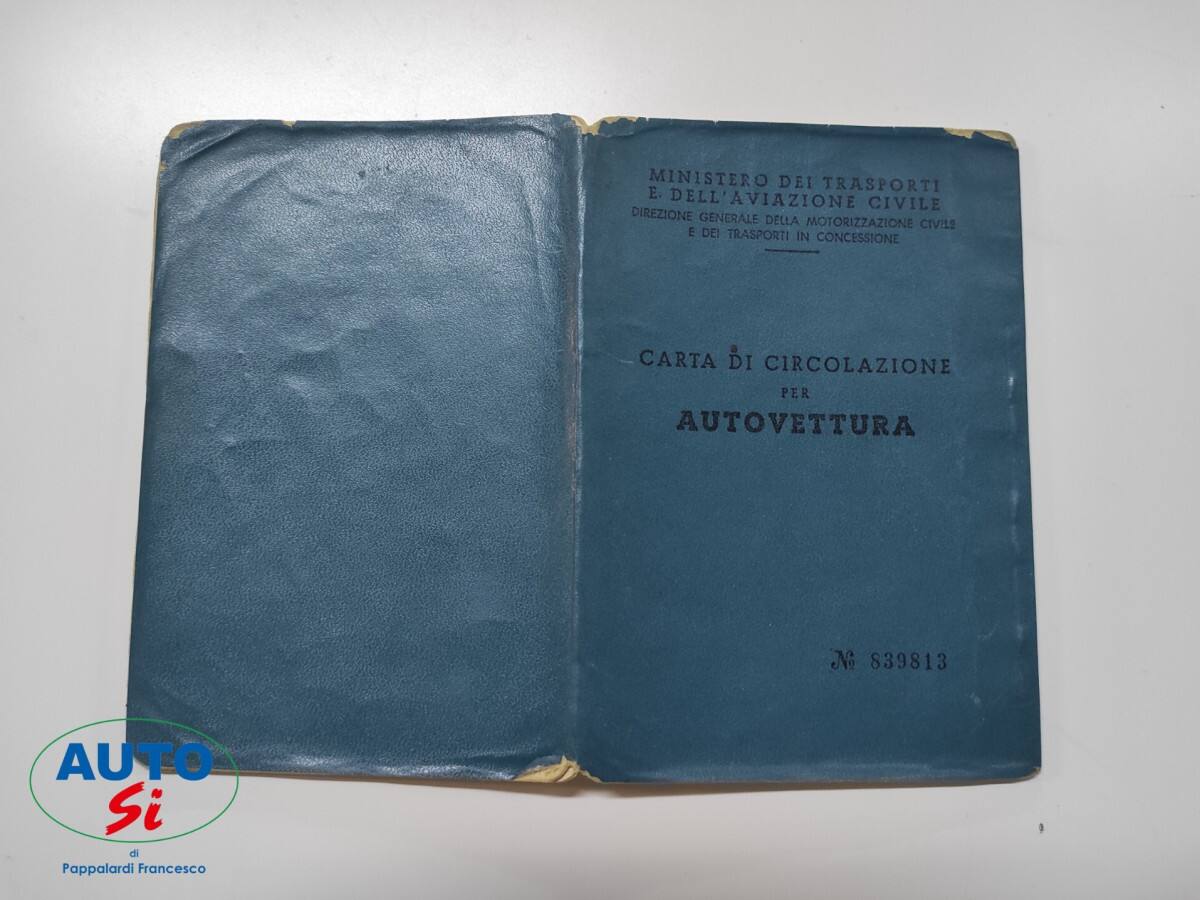 MINISTERO DEI TRASPORTI
E DELL'AVIAZIONE CIVILE
DIREZIONE GENERALE DELLA MOTORIZZAZIONE CIVILE
E DEI TRASPORTI IN CONCESSIONE
CARTA DI CIRCOLAZIONE
PER
AUTOVETTURA
№ 839813
AUTO
Si
di
Pappalardi Francesco